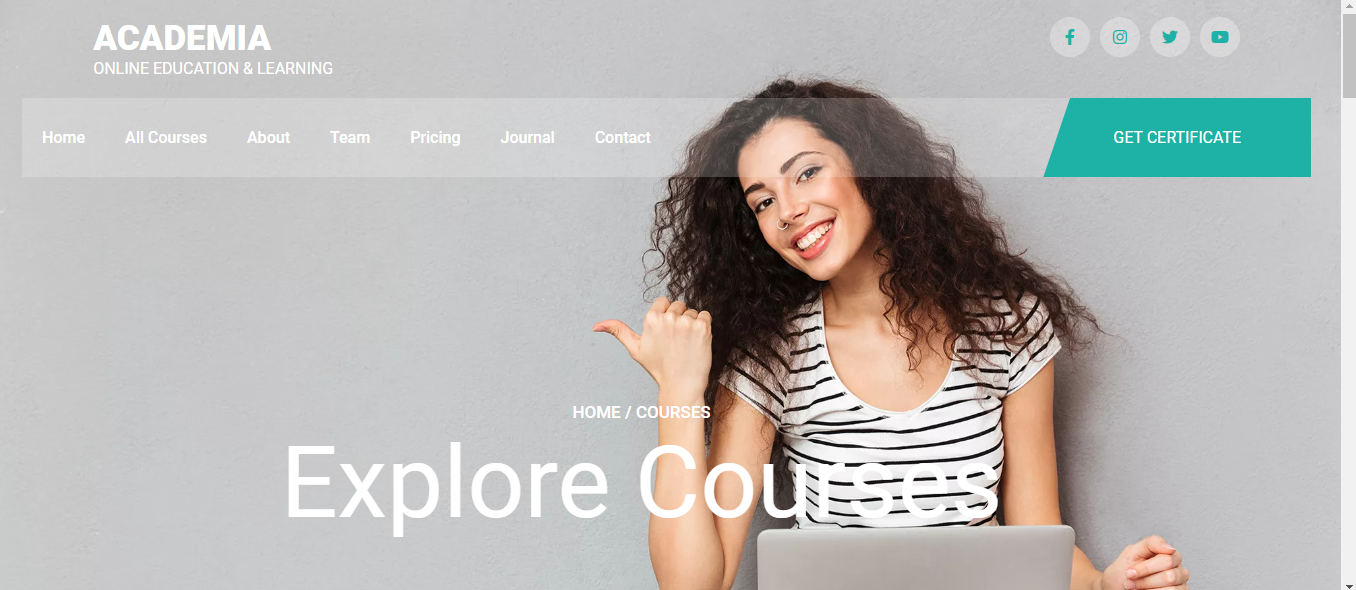 ACADEMIA
ONLINE EDUCATION & LEARNING
Home All Courses About Team Pricing Journal Contact GET CERTIFICATE
HOME / COURSES
Explore Courses